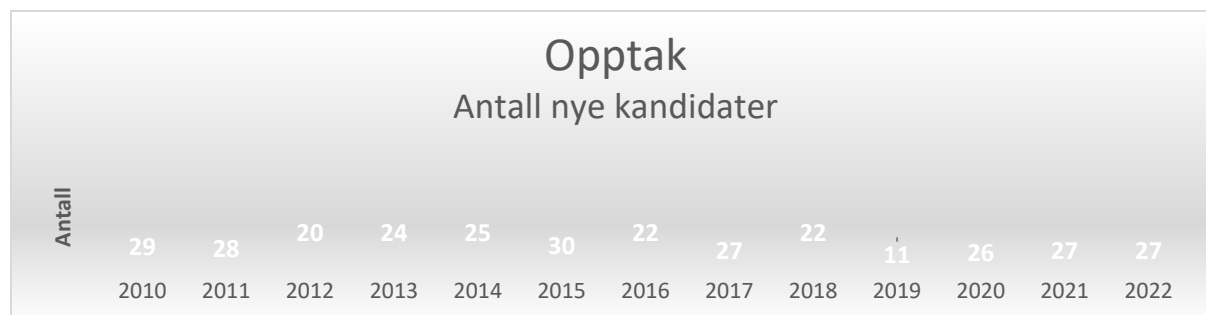 Opptak
Antall nye kandidater
Antall
29 28 20 24 25 30 22 27 22 11 26 27 27
2010 2011 2012 2013 2014 2015 2016 2017 2018 2019 2020 2021 2022